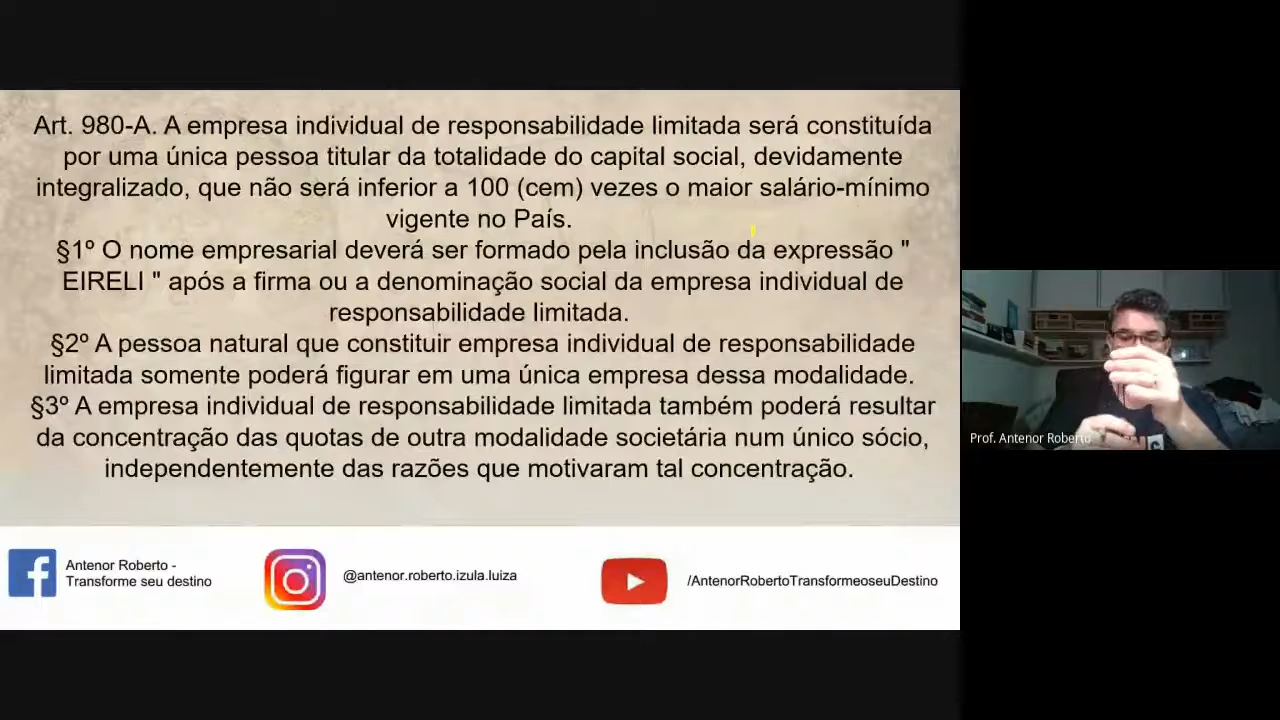 Art. 980-A. A empresa individual de responsabilidade limitada será constituída
por uma única pessoa titular da totalidade do capital social, devidamente
integralizado, que não será inferior a 100 (cem) vezes o maior salário-mínimo
vigente no País.
§1º O nome empresarial deverá ser formado pela inclusão da expressão "
EIRELI " após a firma ou a denominação social da empresa individual de
responsabilidade limitada.
§2º A pessoa natural que constituir empresa individual de responsabilidade
limitada somente poderá figurar em uma única empresa dessa modalidade.
§3º A empresa individual de responsabilidade limitada também poderá resultar
da concentração das quotas de outra modalidade societária num único sócio,
independentemente das razões que motivaram tal concentração.
Prof. Antenor Roberto
Antenor Roberto -
Transforme seu destino
@antenor.roberto.izula.luiza
/AntenorRobertoTransformeoseuDestino